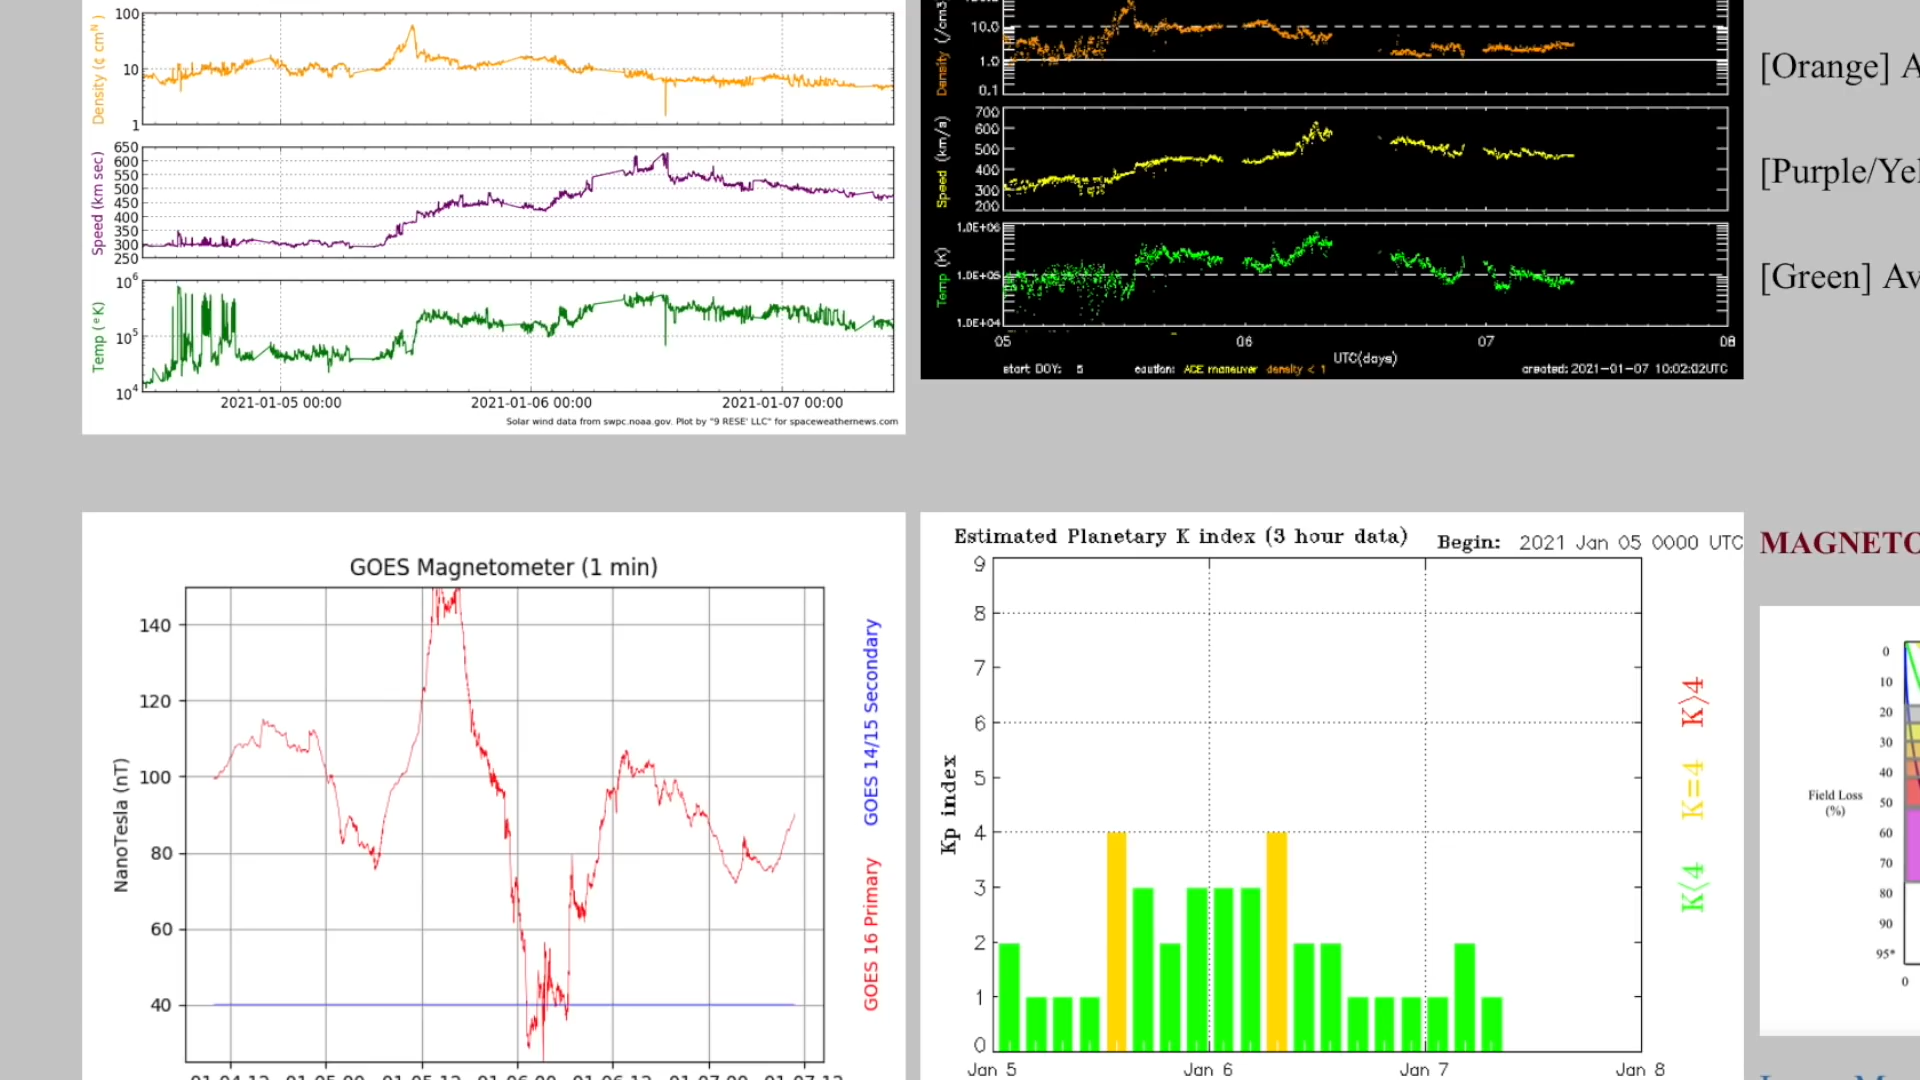 100
10
1
Density (¢ cm^N )
650
600
550
500
450
400
350
300
250
Speed (km sec)
10^6
10^5
10^4
Temp (°K)
2021-01-05 00:00 2021-01-06 00:00 2021-01-07 00:00
Solar wind data from swpc.noaa.gov. Plot by "9 RESE' LLC" for spaceweathernews.com
10.0
1.0
0.1
Density (/cm3
700
600
500
400
300
200
Speed (km/s)
1.0E+06
1.0E+05
1.0E+04
Temp (K)
05 06 07 08
UTC(days)
start DOY: 5 caution: ACE maneuver density < 1 created: 2021-01-07 10:02:02UTC
[Orange] A
[Purple/Yel
[Green] Av
GOES Magnetometer (1 min)
140
120
100
80
60
40
NanoTesla (nT)
GOES 14/15 Secondary
GOES 16 Primary
Estimated Planetary K index (3 hour data) Begin: 2021 Jan 05 0000 UTC
9
8
7
6
5
4
3
2
1
0
Kp index
K>4
K=4
K<4
Jan 5 Jan 6 Jan 7 Jan 8
MAGNETO
0
10
20
30
40
50
60
70
80
90
95*
Field Loss
(%)
0